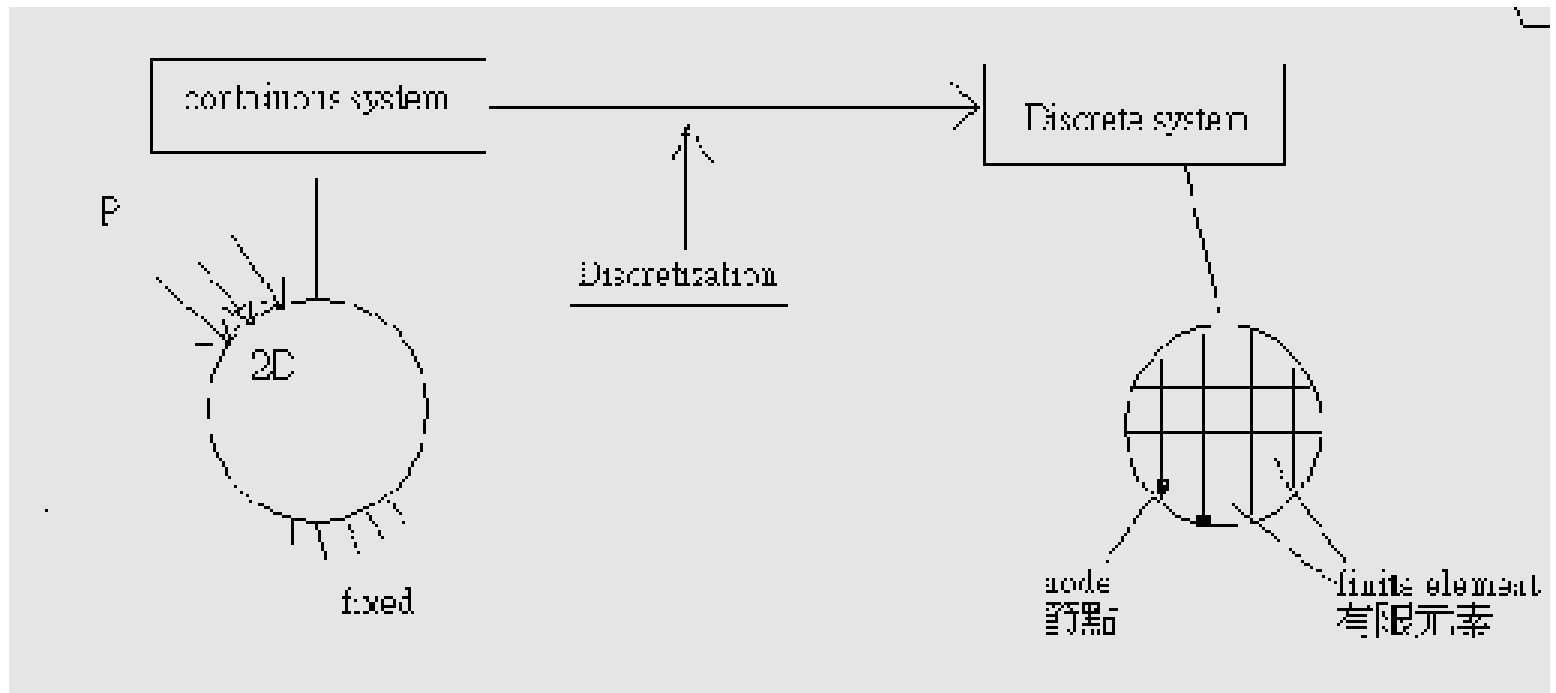 continuous system
Discrete system
P
Discretization
2D
fixed
node
節點
finite element
有限元素